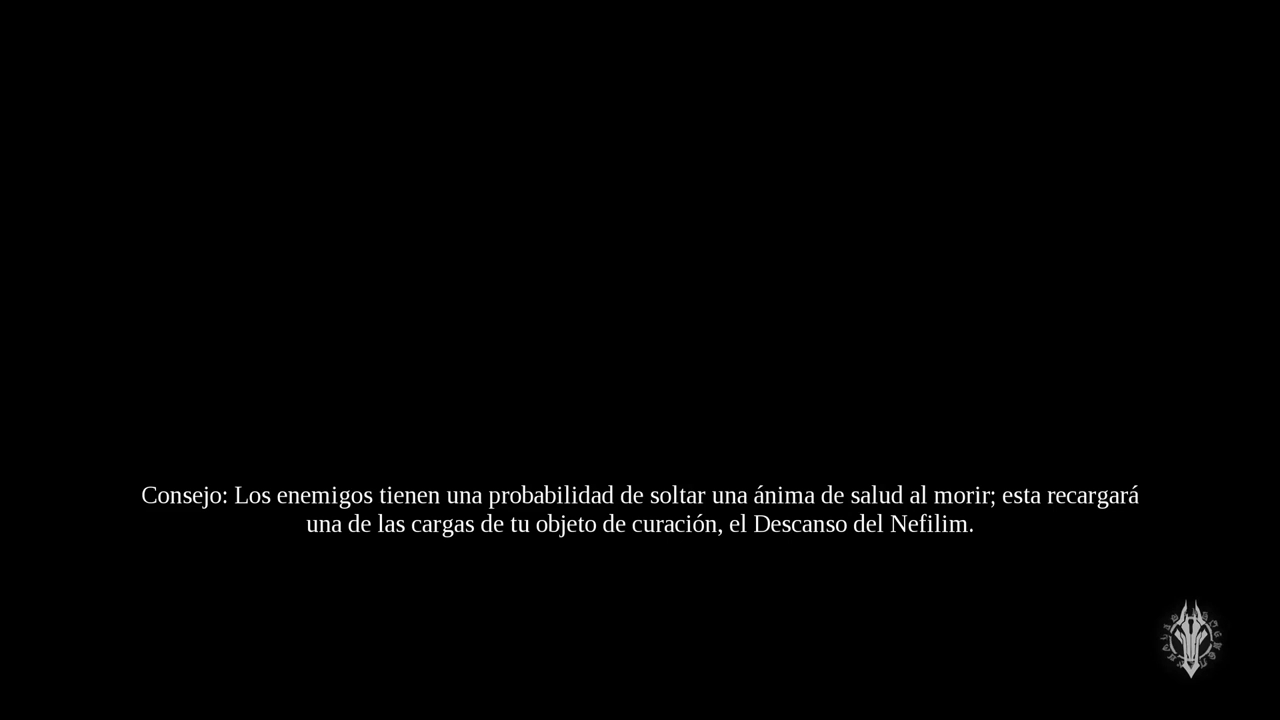 Consejo: Los enemigos tienen una probabilidad de soltar una ánima de salud al morir; esta recargará
una de las cargas de tu objeto de curación, el Descanso del Nefilim.